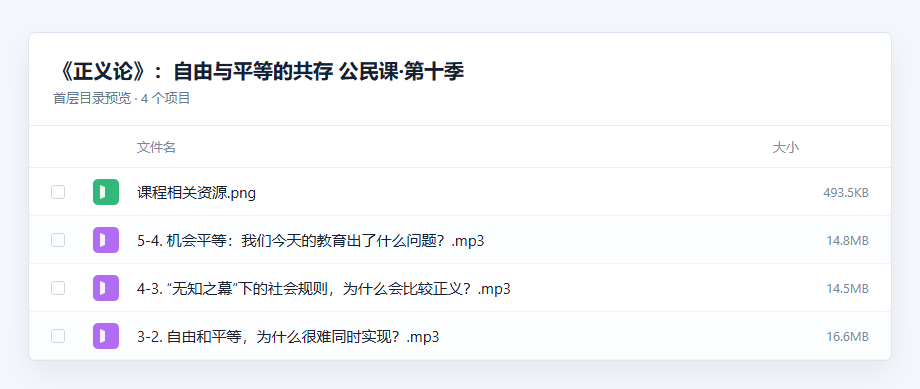 《正义论》：自由与平等的共存 公民课·第十季
首层目录预览 · 4 个项目
文件名 大小
课程相关资源.png 493.5KB
5-4. 机会平等：我们今天的教育出了什么问题？.mp3 14.8MB
4-3. “无知之幕”下的社会规则，为什么会比较正义？.mp3 14.5MB
3-2. 自由和平等，为什么很难同时实现？.mp3 16.6MB